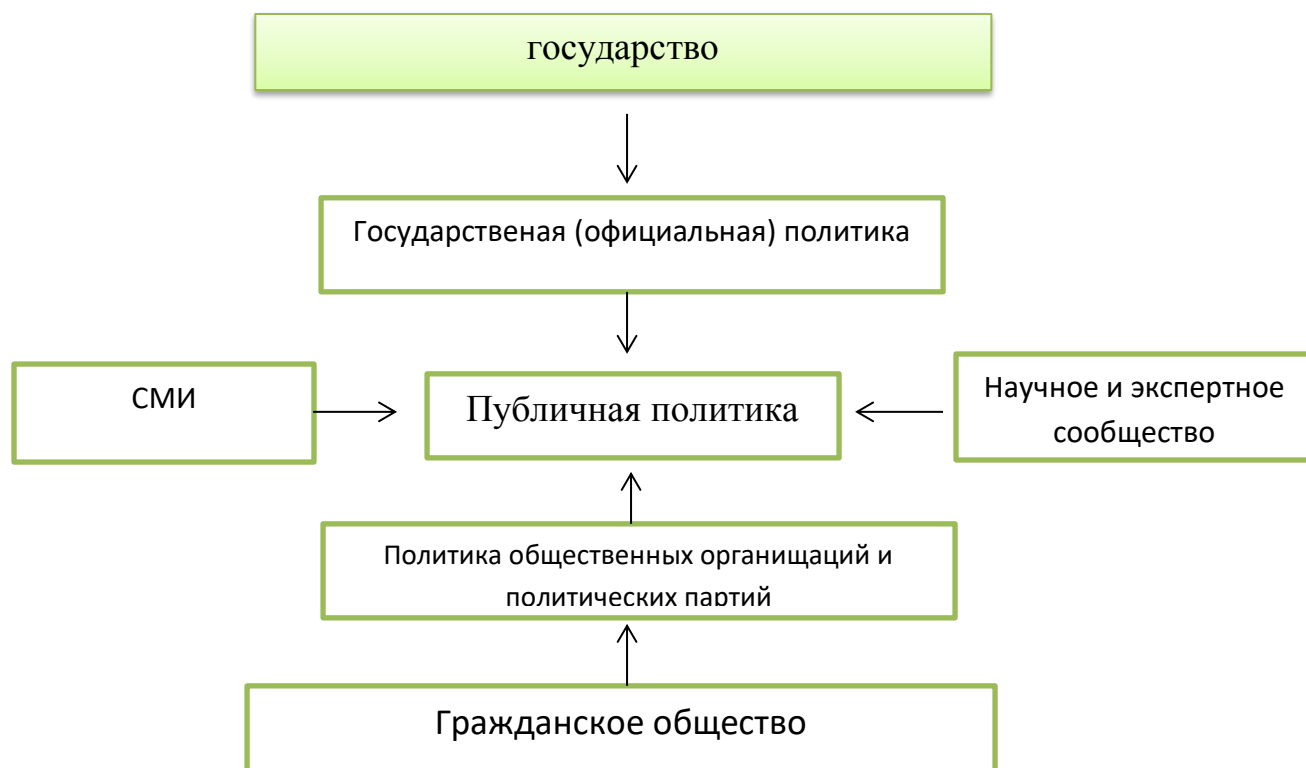 государство
Государственая (официальная) политика
СМИ
Публичная политика
Научное и экспертное
сообщество
Политика общественных органищаций и
политических партий
Гражданское общество